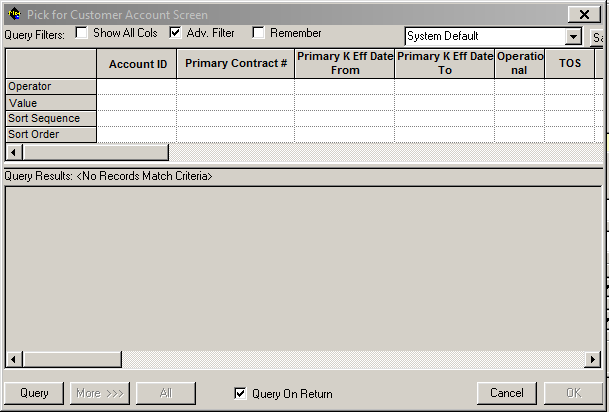 Pick for Customer Account Screen
Query Filters: Show All Cols Adv. Filter Remember System Default
Account ID Primary Contract # Primary K Eff Date From Primary K Eff Date To Operatio nal TOS
Operator
Value
Sort Sequence
Sort Order
Query Results: <No Records Match Criteria>
Query More >>> All Query On Return Cancel OK